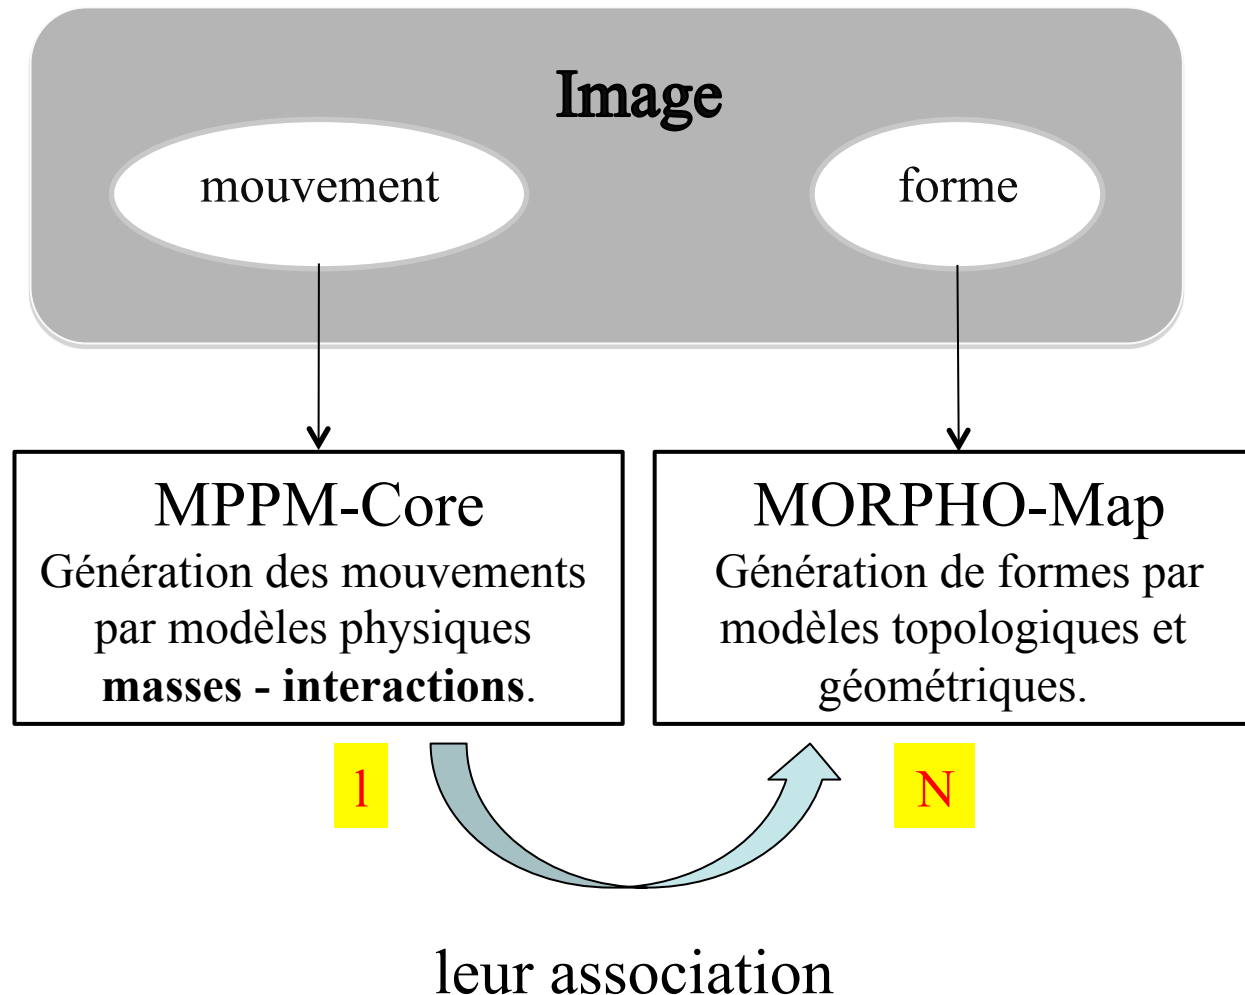 Image
mouvement
forme
MPPM-Core
Génération des mouvements
par modèles physiques
masses - interactions.
MORPHO-Map
Génération de formes par
modèles topologiques et
géométriques.
1
N
leur association